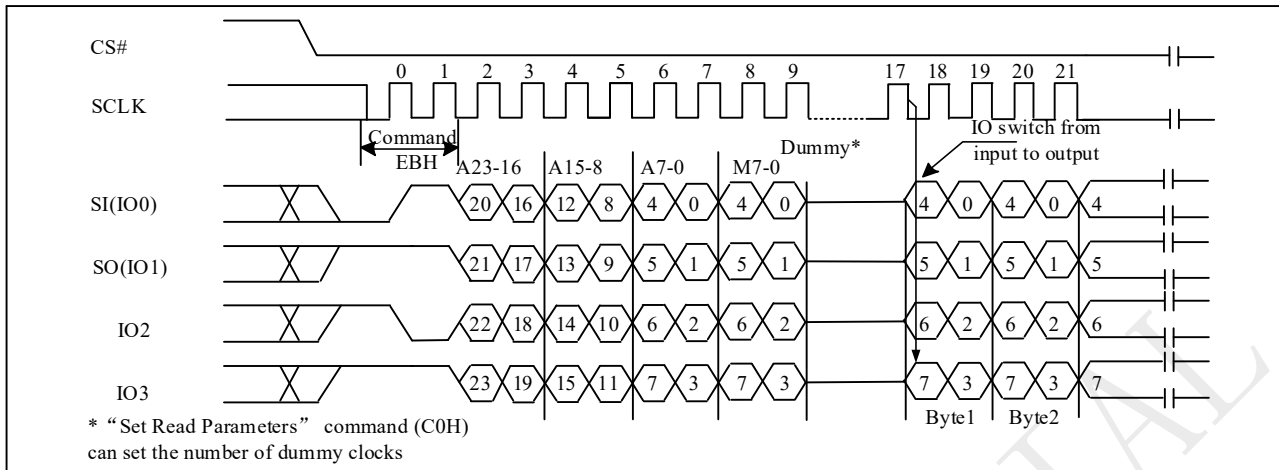 CS#
0 1 2 3 4 5 6 7 8 9 17 18 19 20 21
SCLK
Command
EBH
Dummy*
IO switch from
input to output
A23-16 A15-8 A7-0 M7-0
SI(IO0) 20 16 12 8 4 0 4 0 4 0 4 0 4
SO(IO1) 21 17 13 9 5 1 5 1 5 1 5 1 5
IO2 22 18 14 10 6 2 6 2 6 2 6 2 6
IO3 23 19 15 11 7 3 7 3 7 3 7 3 7
Byte1 Byte2
* “Set Read Parameters” command (C0H)
can set the number of dummy clocks